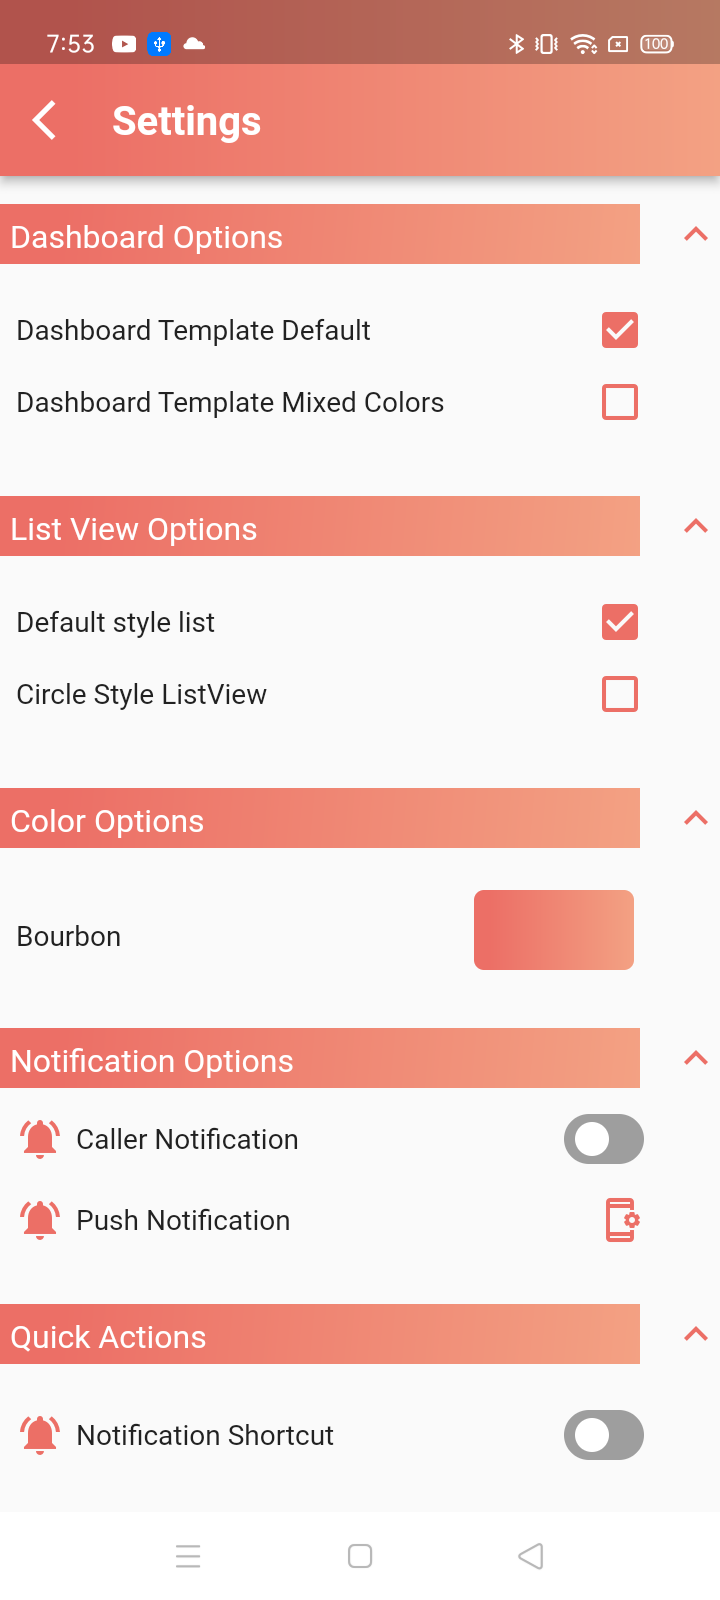 7:53
100
Settings
Dashboard Options
Dashboard Template Default
Dashboard Template Mixed Colors
List View Options
Default style list
Circle Style ListView
Color Options
Bourbon
Notification Options
Caller Notification
Push Notification
Quick Actions
Notification Shortcut